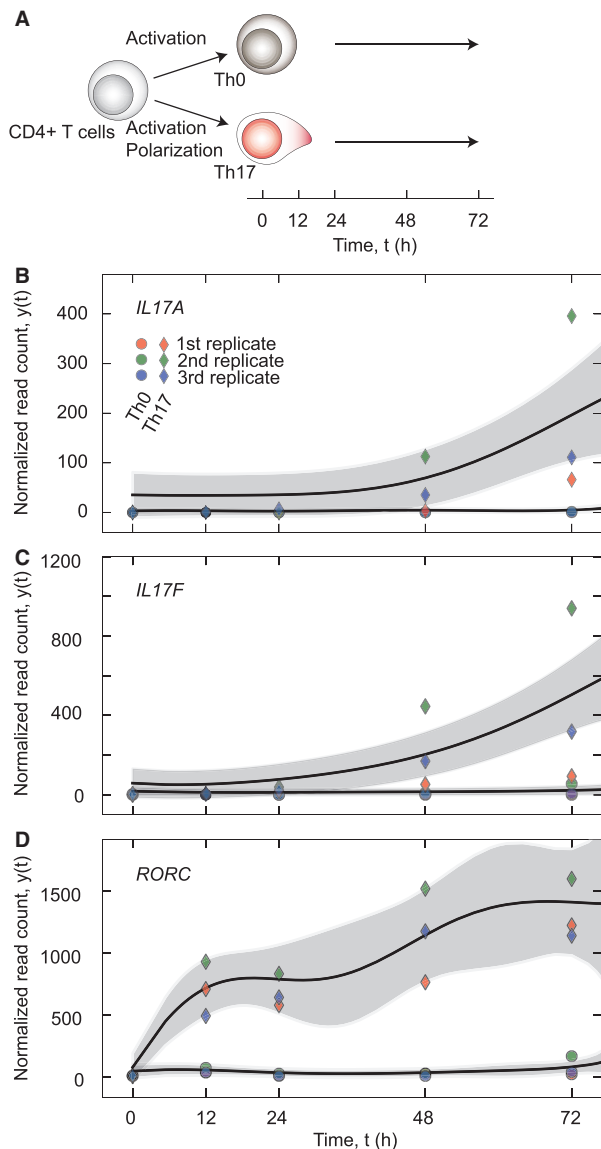 A
Activation
Th0
CD4+ T cells
Activation
Polarization
Th17
0 12 24 48 72
Time, t (h)
B
Normalized read count, y(t)
400
300
200
100
0
IL17A
1st replicate
2nd replicate
3rd replicate
Th0
Th17
C
Normalized read count, y(t)
1200
800
400
0
IL17F
D
Normalized read count, y(t)
1500
1000
500
0
RORC
0 12 24 48 72
Time, t (h)